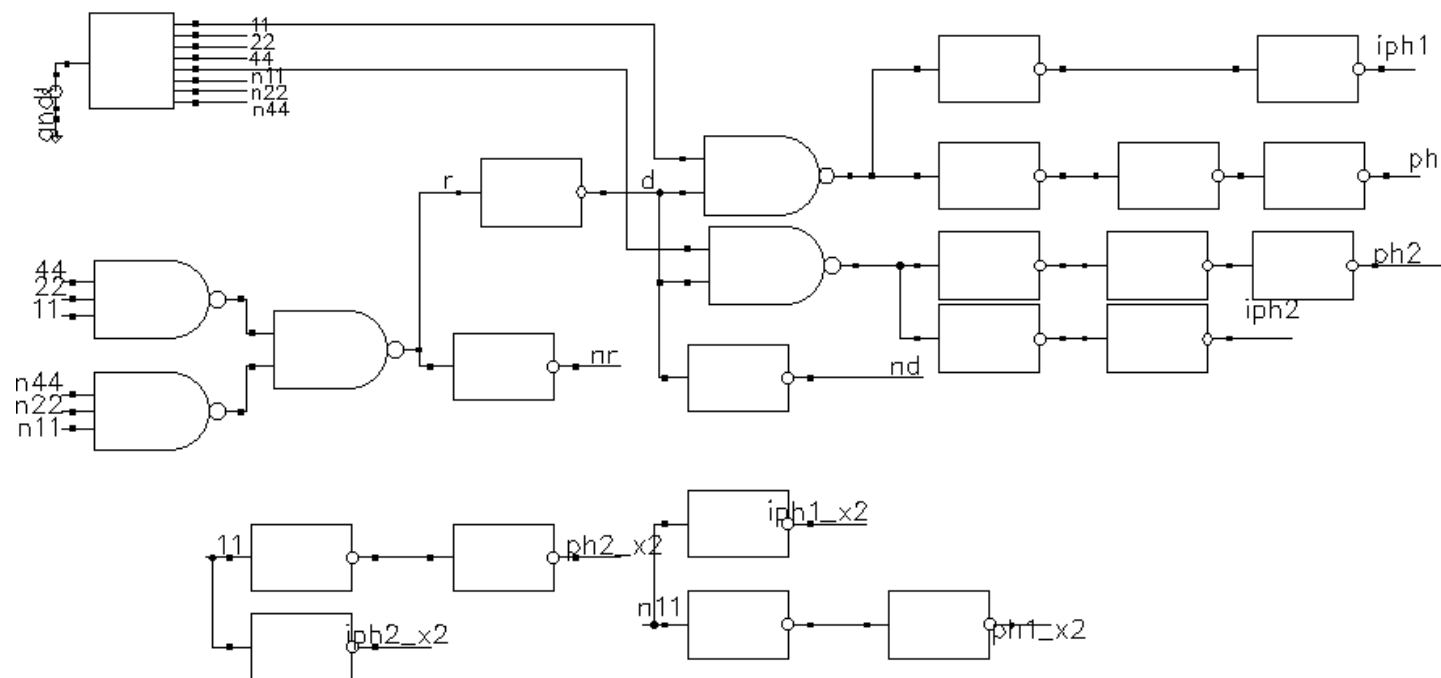 11
22
44
n11
n22
n44
gnd!
iph1
ph
r
d
44
22
11
ph2
iph2
nr
nd
n44
n22
n11
iph1_x2
11
ph2_x2
n11
iph2_x2
ph1_x2